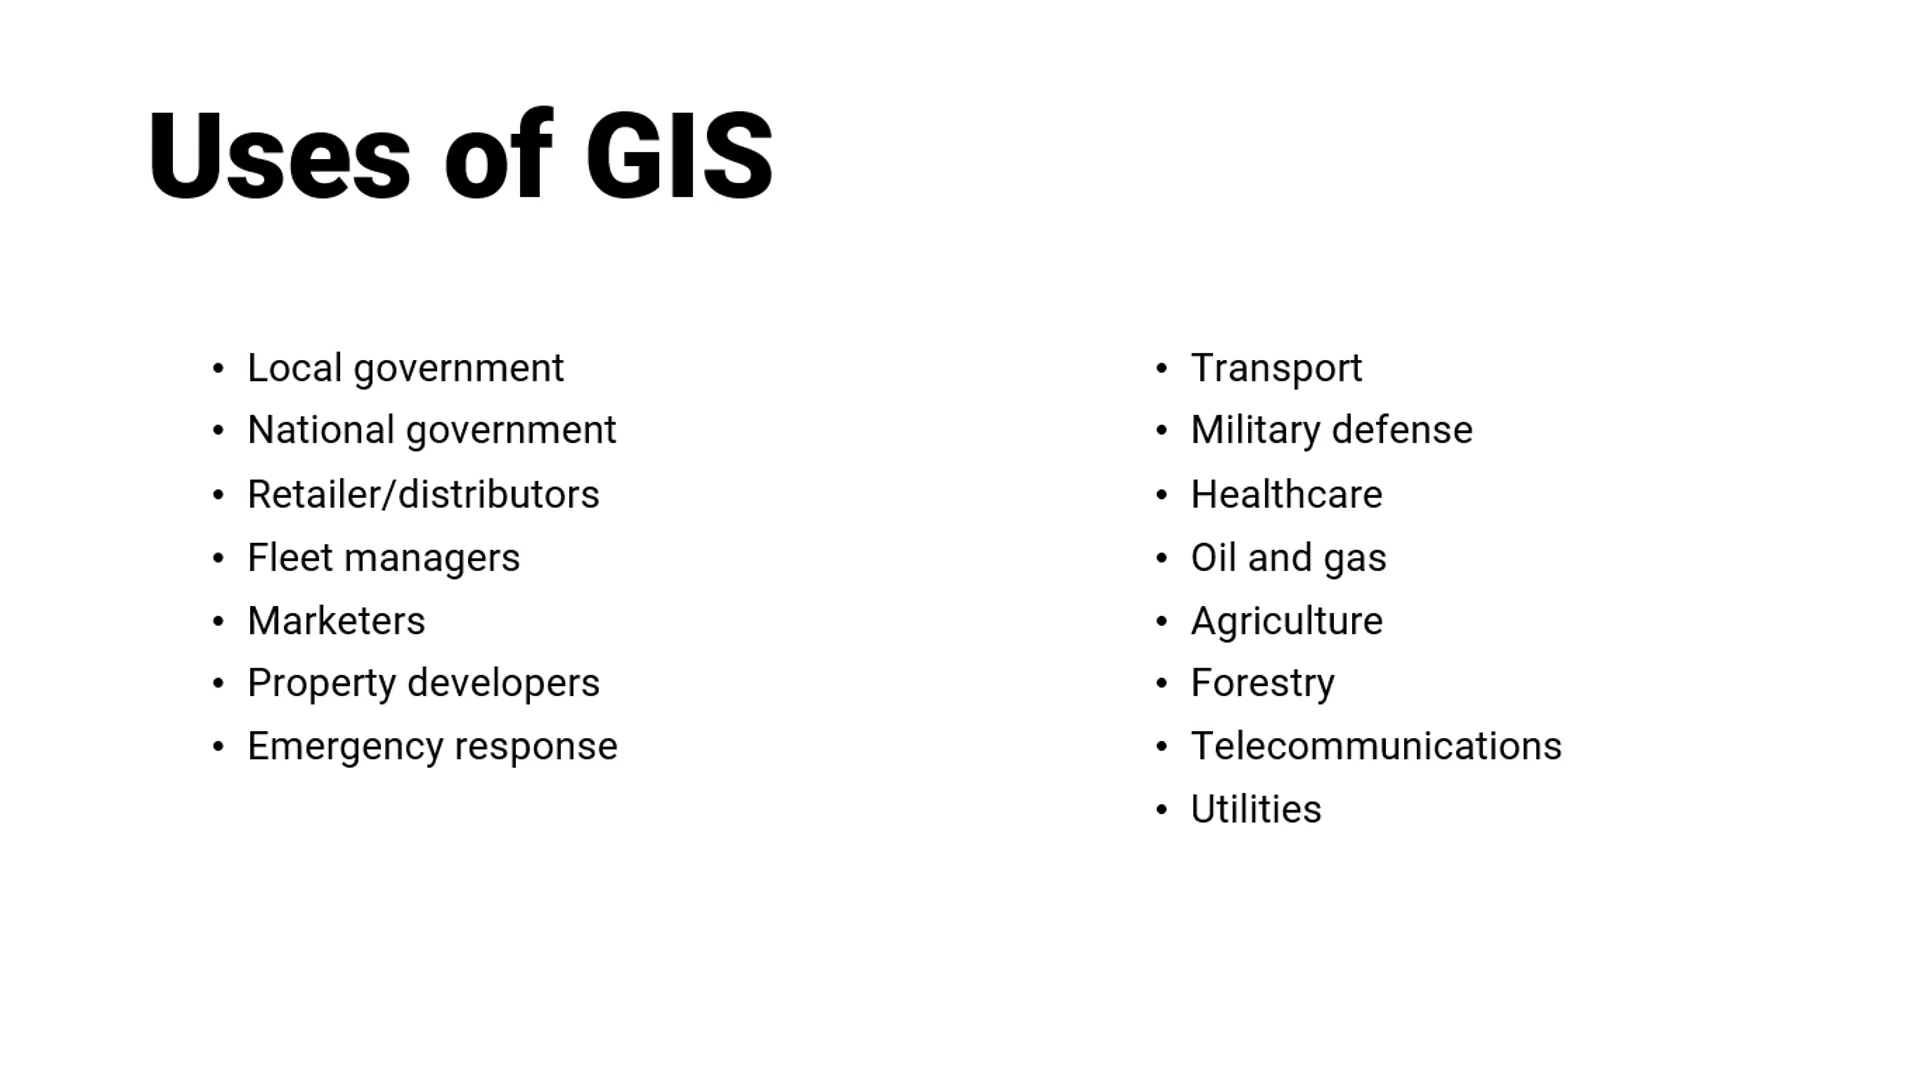 Uses of GIS
• Local government
• National government
• Retailer/distributors
• Fleet managers
• Marketers
• Property developers
• Emergency response
• Transport
• Military defense
• Healthcare
• Oil and gas
• Agriculture
• Forestry
• Telecommunications
• Utilities